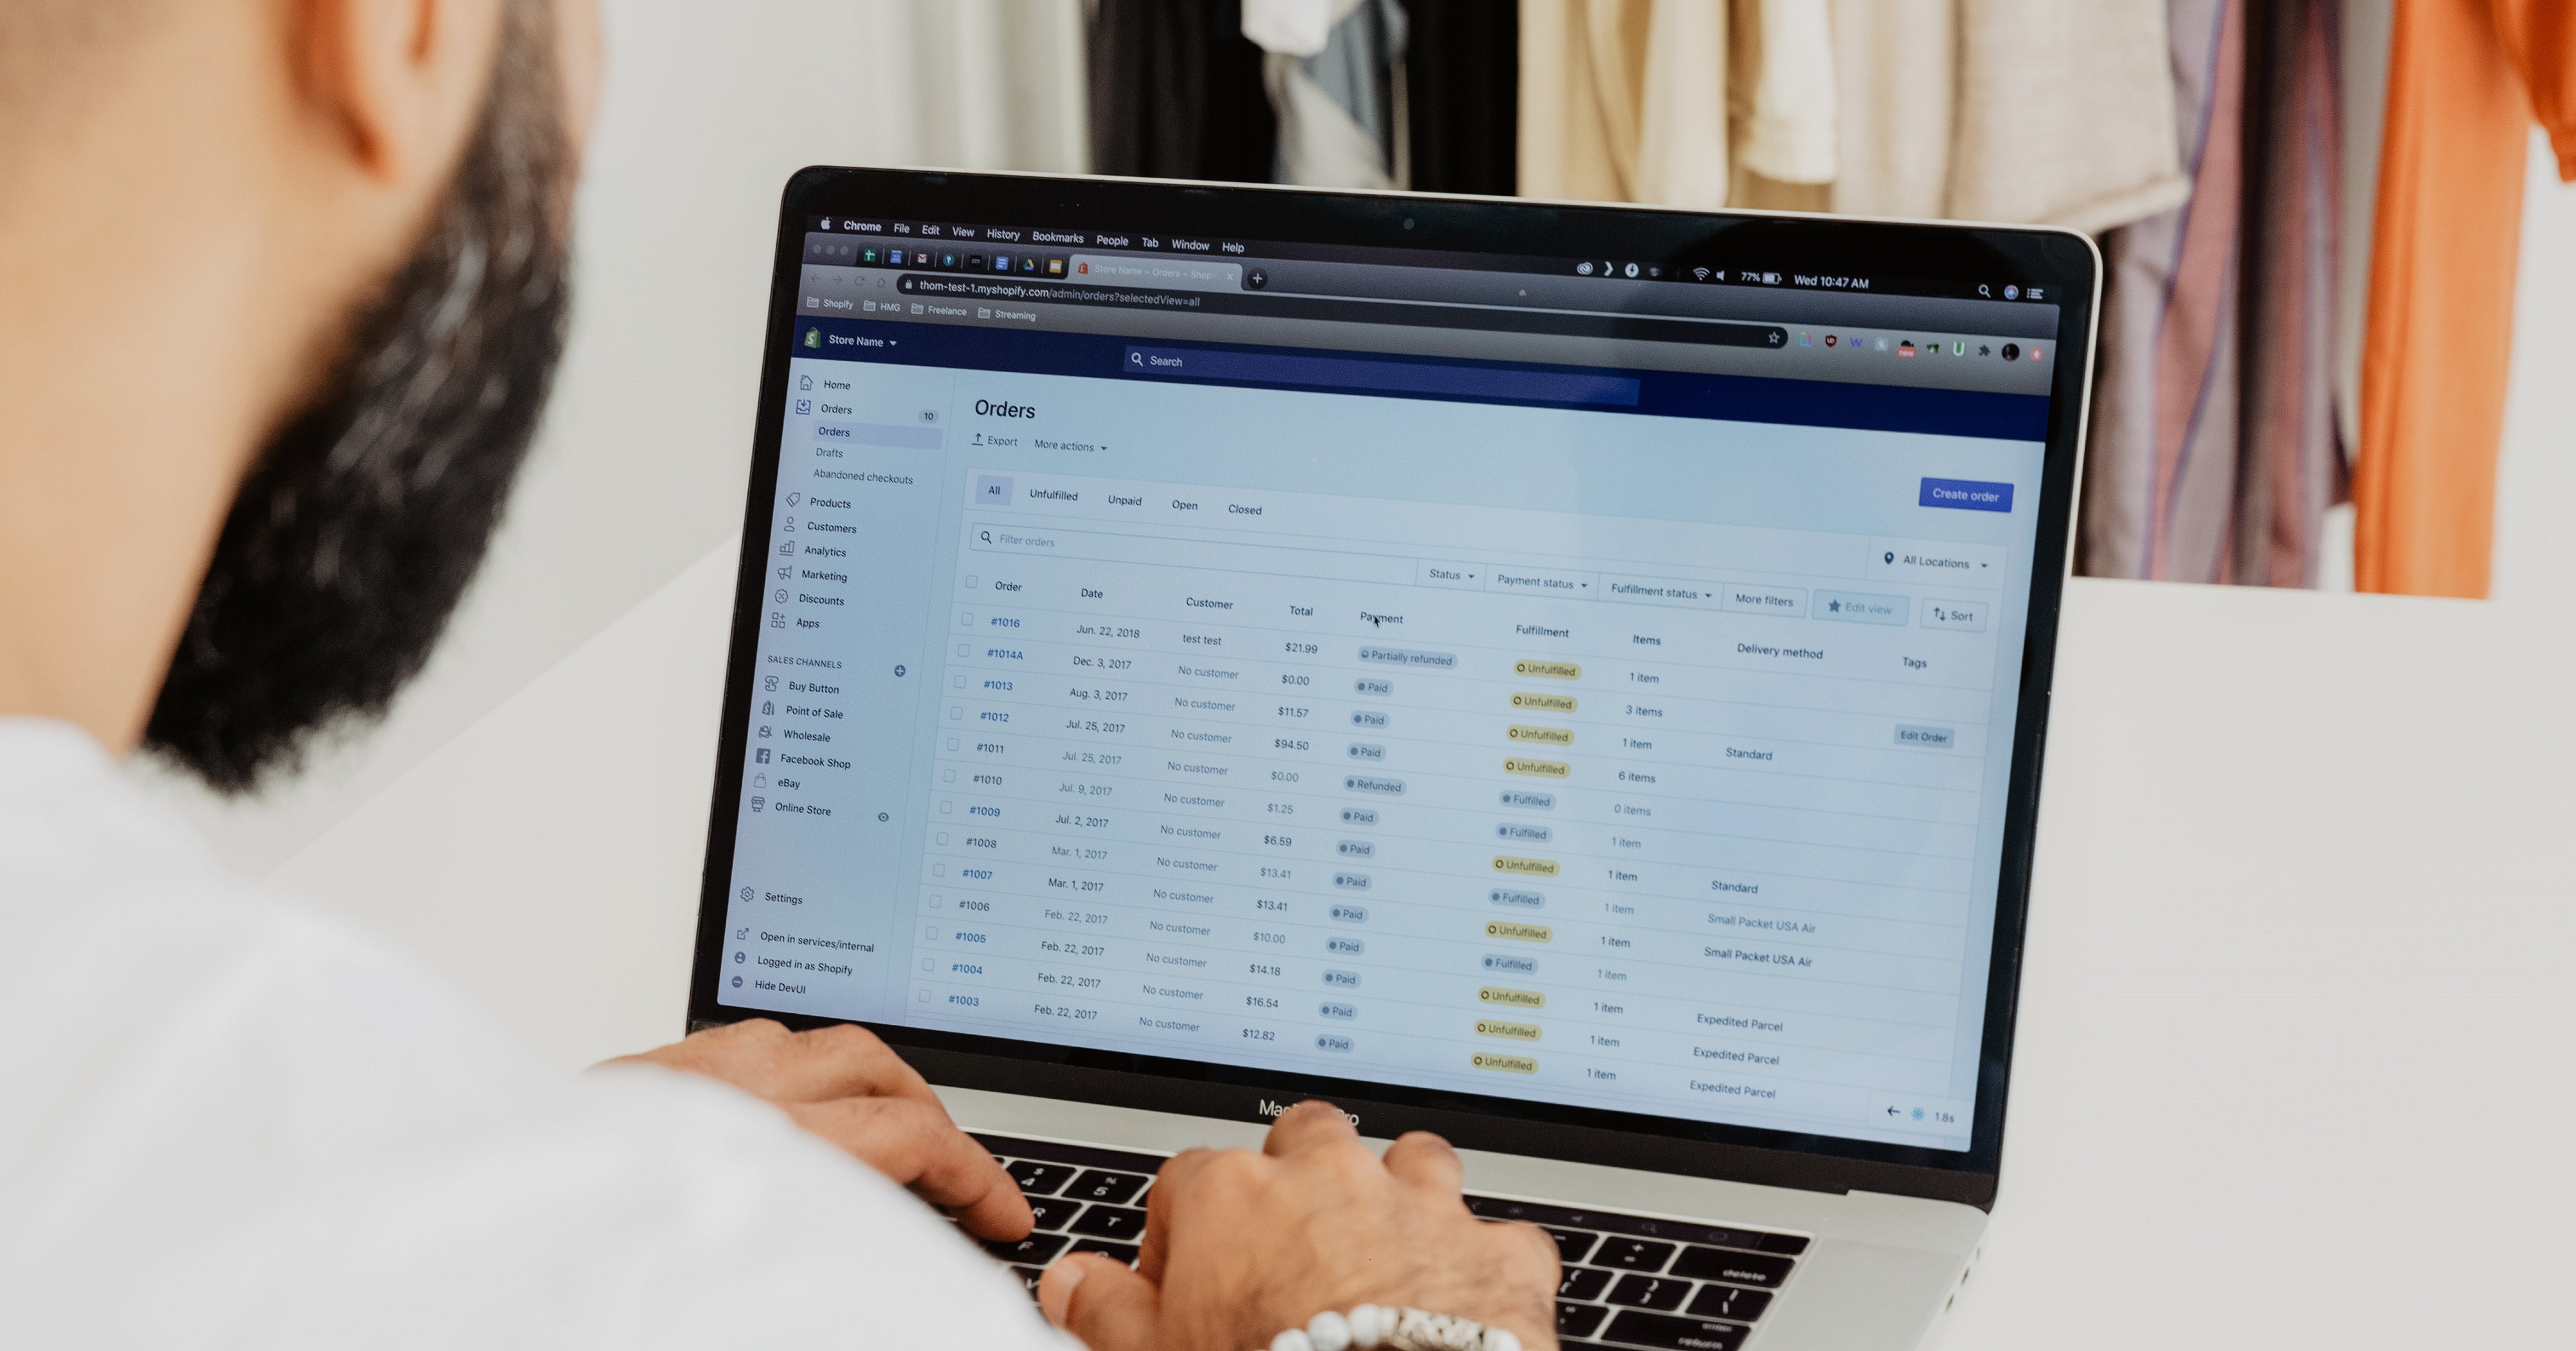 Chrome File Edit View History Bookmarks People Tab Window Help 77% Wed 10:47 AM
Store Name ~ Orders ~ Shop
thom-test-1.myshopify.com/admin/orders?selectedView=all
Shopify HMG Freelance Streaming
Store Name Search
Home
Orders 10
Orders
Drafts
Abandoned checkouts
Products
Customers
Analytics
Marketing
Discounts
Apps
SALES CHANNELS
Buy Button
Point of Sale
Wholesale
Facebook Shop
eBay
Online Store
Settings
Open in services/internal
Logged in as Shopify
Hide DevUI
Orders
Export More actions
Create order
All Unfulfilled Unpaid Open Closed
All Locations
Filter orders Status Payment status Fulfillment status More filters Edit view Sort
Order Date Customer Total Payment Fulfillment Items Delivery method Tags
#1016 Jun. 22, 2018 test test $21.99 Partially refunded Unfulfilled 1 item
#1014A Dec. 3, 2017 No customer $0.00 Paid Unfulfilled 3 items Edit Order
#1013 Aug. 3, 2017 No customer $11.57 Paid Unfulfilled 1 item Standard
#1012 Jul. 25, 2017 No customer $94.50 Paid Unfulfilled 6 items
#1011 Jul. 25, 2017 No customer $0.00 Refunded Fulfilled 0 items
#1010 Jul. 9, 2017 No customer $1.25 Paid Fulfilled 1 item
#1009 Jul. 2, 2017 No customer $6.59 Paid Unfulfilled 1 item Standard
#1008 Mar. 1, 2017 No customer $13.41 Paid Fulfilled 1 item Small Packet USA Air
#1007 Mar. 1, 2017 No customer $13.41 Paid Unfulfilled 1 item Small Packet USA Air
#1006 Feb. 22, 2017 No customer $10.00 Paid Fulfilled 1 item
#1005 Feb. 22, 2017 No customer $14.18 Paid Unfulfilled 1 item Expedited Parcel
#1004 Feb. 22, 2017 No customer $16.54 Paid Unfulfilled 1 item Expedited Parcel
#1003 Feb. 22, 2017 No customer $12.82 Paid Unfulfilled 1 item Expedited Parcel
1.8s
$ 4 % 5
R T
F
delete